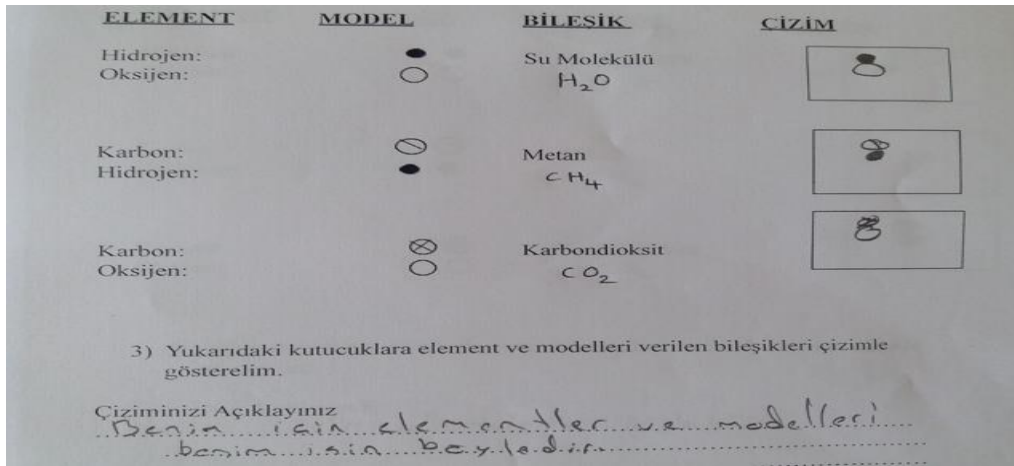 ELEMENT MODEL BİLEŞİK ÇİZİM
Hidrojen: Su Molekülü
Oksijen: H₂O
Karbon: Metan
Hidrojen: CH₄
Karbon: Karbondioksit
Oksijen: CO₂
3) Yukarıdaki kutucuklara element ve modelleri verilen bileşikleri çizimle
gösterelim.
Çiziminizi Açıklayınız
Benim için elementler ve modelleri
benim için beyledir.